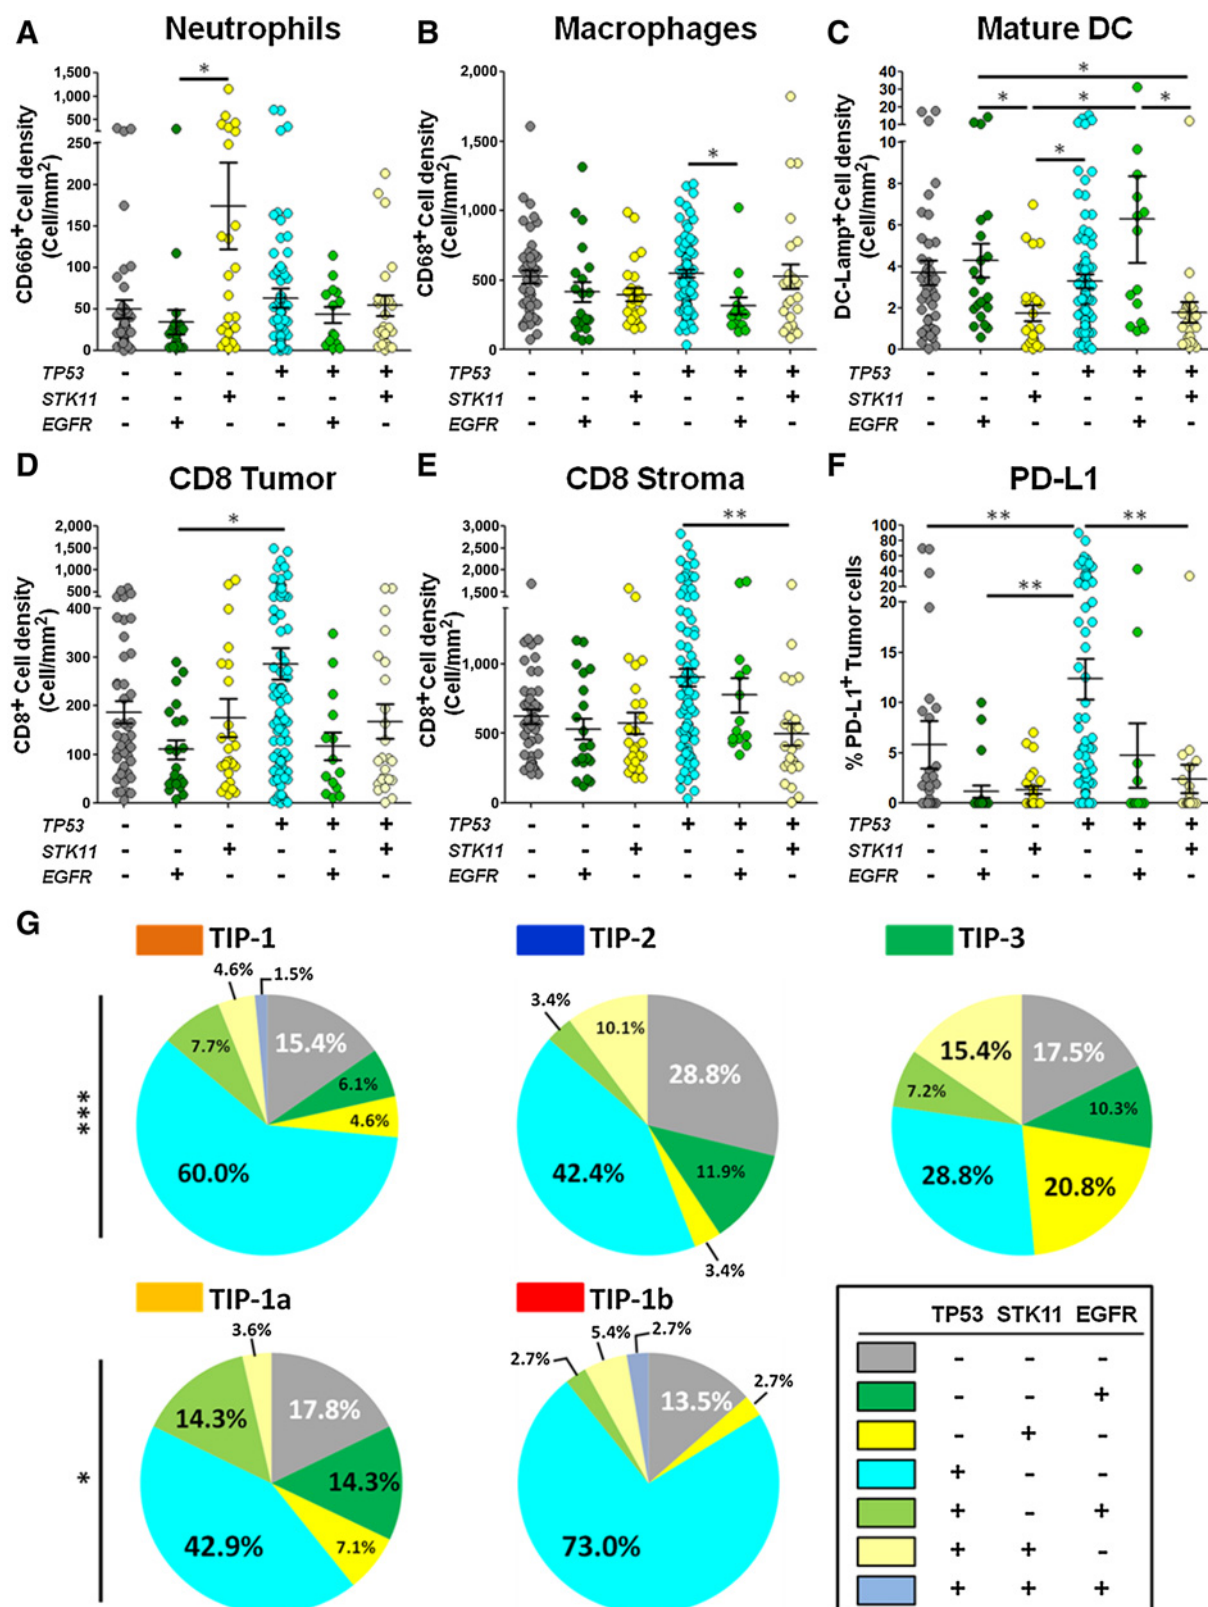 A Neutrophils
CD66b+ Cell density
(Cell/mm2)
1,500
1,000
500
250
200
150
100
50
0
*
TP53 - - - + + +
STK11 - - + - - +
EGFR - + - - + -
B Macrophages
CD68+ Cell density
(Cell/mm2)
2,000
1,500
1,000
500
0
*
- - - + + +
- - + - - +
- + - - + -
C Mature DC
DC-Lamp+ Cell density
(Cell/mm2)
40
30
20
10
8
6
4
2
0
*
* * *
*
TP53 - - - + + +
STK11 - - + - - +
EGFR - + - - + -
D CD8 Tumor
CD8+ Cell density
(Cell/mm2)
2,000
1,500
1,000
500
400
300
200
100
0
*
TP53 - - - + + +
STK11 - - + - - +
EGFR - + - - + -
E CD8 Stroma
CD8+ Cell density
(Cell/mm2)
3,000
2,500
2,000
1,500
1,000
500
0
**
- - - + + +
- - + - - +
- + - - + -
F PD-L1
% PD-L1+ Tumor cells
100
80
60
40
20
15
10
5
0
** **
**
TP53 - - - + + +
STK11 - - + - - +
EGFR - + - - + -
G
TIP-1
4.6% 1.5%
7.7% 15.4%
6.1%
4.6%
60.0%
***
TIP-2
3.4%
10.1%
28.8%
42.4% 11.9%
3.4%
TIP-3
15.4% 17.5%
7.2% 10.3%
28.8% 20.8%
TIP-1a
3.6%
14.3% 17.8%
14.3%
42.9% 7.1%
*
TIP-1b
5.4% 2.7%
2.7% 2.7%
13.5%
73.0%
TP53 STK11 EGFR
- - -
- - +
- + -
+ - -
+ - +
+ + -
+ + +